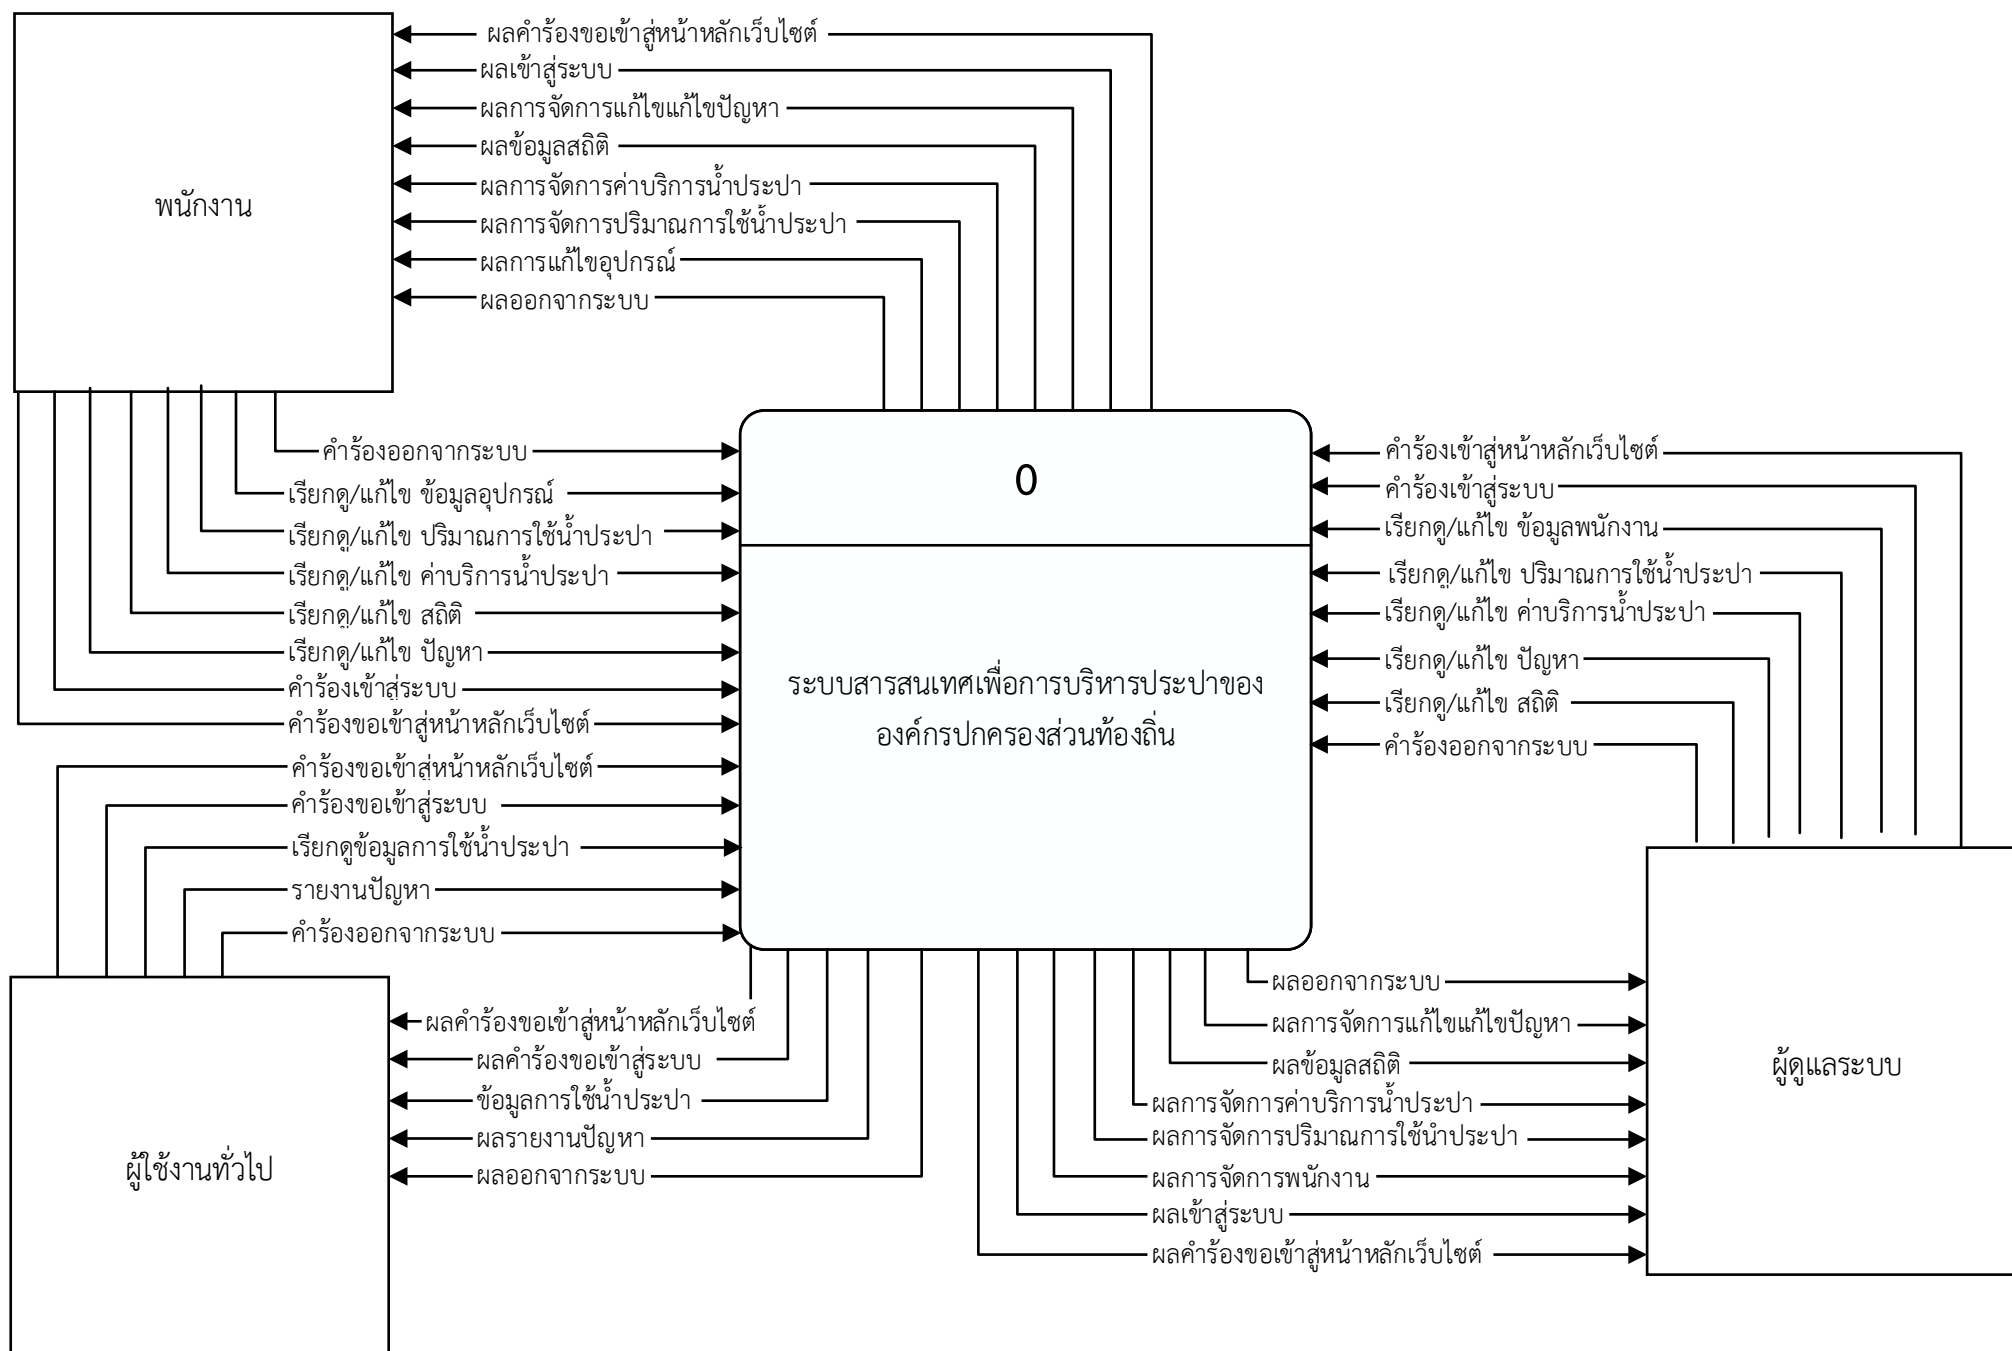 ผลคำร้องขอเข้าสู่หน้าหลักเว็บไซต์
ผลเข้าสู่ระบบ
ผลการจัดการแก้ไขแก้ไขปัญหา
ผลข้อมูลสถิติ
ผลการจัดการค่าบริการน้ำประปา
ผลการจัดการปริมาณการใช้น้ำประปา
ผลการแก้ไขอุปกรณ์
ผลออกจากระบบ
พนักงาน
คำร้องออกจากระบบ
เรียกดู/แก้ไข ข้อมูลอุปกรณ์
เรียกดู/แก้ไข ปริมาณการใช้น้ำประปา
เรียกดู/แก้ไข ค่าบริการน้ำประปา
เรียกดู/แก้ไข สถิติ
เรียกดู/แก้ไข ปัญหา
คำร้องเข้าสู่ระบบ
คำร้องขอเข้าสู่หน้าหลักเว็บไซต์
คำร้องขอเข้าสู่หน้าหลักเว็บไซต์
คำร้องขอเข้าสู่ระบบ
เรียกดูข้อมูลการใช้น้ำประปา
รายงานปัญหา
คำร้องออกจากระบบ
0
ระบบสารสนเทศเพื่อการบริหารประปาของ
องค์กรปกครองส่วนท้องถิ่น
คำร้องเข้าสู่หน้าหลักเว็บไซต์
คำร้องเข้าสู่ระบบ
เรียกดู/แก้ไข ข้อมูลพนักงาน
เรียกดู/แก้ไข ปริมาณการใช้น้ำประปา
เรียกดู/แก้ไข ค่าบริการน้ำประปา
เรียกดู/แก้ไข ปัญหา
เรียกดู/แก้ไข สถิติ
คำร้องออกจากระบบ
ผลคำร้องขอเข้าสู่หน้าหลักเว็บไซต์
ผลคำร้องขอเข้าสู่ระบบ
ข้อมูลการใช้น้ำประปา
ผลรายงานปัญหา
ผลออกจากระบบ
ผู้ใช้งานทั่วไป
ผลออกจากระบบ
ผลการจัดการแก้ไขแก้ไขปัญหา
ผลข้อมูลสถิติ
ผลการจัดการค่าบริการน้ำประปา
ผลการจัดการปริมาณการใช้นำประปา
ผลการจัดการพนักงาน
ผลเข้าสู่ระบบ
ผลคำร้องขอเข้าสู่หน้าหลักเว็บไซต์
ผู้ดูแลระบบ